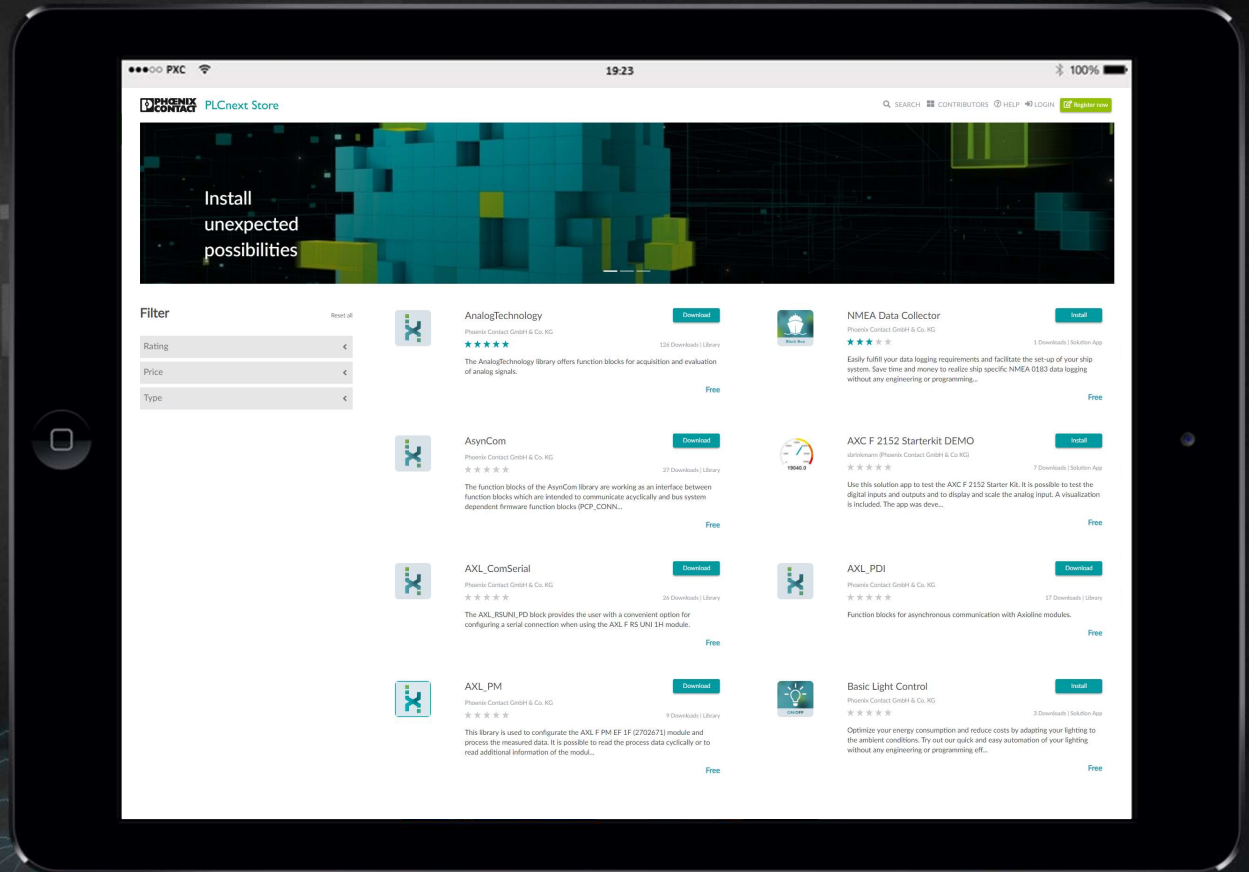 PXC
19:23
100%
PHŒNIX
CONTACT
PLCnext Store
SEARCH CONTRIBUTORS HELP LOGIN Register now
Install
unexpected
possibilities
Filter
Reset all
Rating
Price
Type
AnalogTechnology
Download
Phoenix Contact GmbH & Co. KG
126 Downloads | Library
The AnalogTechnology library offers function blocks for acquisition and evaluation
of analog signals.
Free
Black Box
NMEA Data Collector
Install
Phoenix Contact GmbH & Co. KG
1 Downloads | Solution App
Easily fulfill your data logging requirements and facilitate the set-up of your ship
system. Save time and money to realize ship specific NMEA 0183 data logging
without any engineering or programming...
Free
AsynCom
Download
Phoenix Contact GmbH & Co. KG
27 Downloads | Library
The function blocks of the AsynCom library are working as an interface between
function blocks which are intended to communicate acyclically and bus system
dependent firmware function blocks (PCP_CONN...
Free
19040.0
AXC F 2152 Starterkit DEMO
Install
sbrinkmann (Phoenix Contact GmbH & Co KG)
7 Downloads | Solution App
Use this solution app to test the AXC F 2152 Starter Kit. It is possible to test the
digital inputs and outputs and to display and scale the analog input. A visualization
is included. The app was deve...
Free
AXL_ComSerial
Download
Phoenix Contact GmbH & Co. KG
26 Downloads | Library
The AXL_RSUNI_PD block provides the user with a convenient option for
configuring a serial connection when using the AXL F RS UNI 1H module.
Free
AXL_PDI
Download
Phoenix Contact GmbH & Co. KG
17 Downloads | Library
Function blocks for asynchronous communication with Axioline modules.
Free
AXL_PM
Download
Phoenix Contact GmbH & Co. KG
9 Downloads | Library
This library is used to configurate the AXL F PM EF 1F (2702671) module and
process the measured data. It is possible to read the process data cyclically or to
read additional information of the modul...
Free
ON/OFF
Basic Light Control
Install
Phoenix Contact GmbH & Co. KG
3 Downloads | Solution App
Optimize your energy consumption and reduce costs by adapting your lighting to
the ambient conditions. Try out our quick and easy automation of your lighting
without any engineering or programming eff...
Free